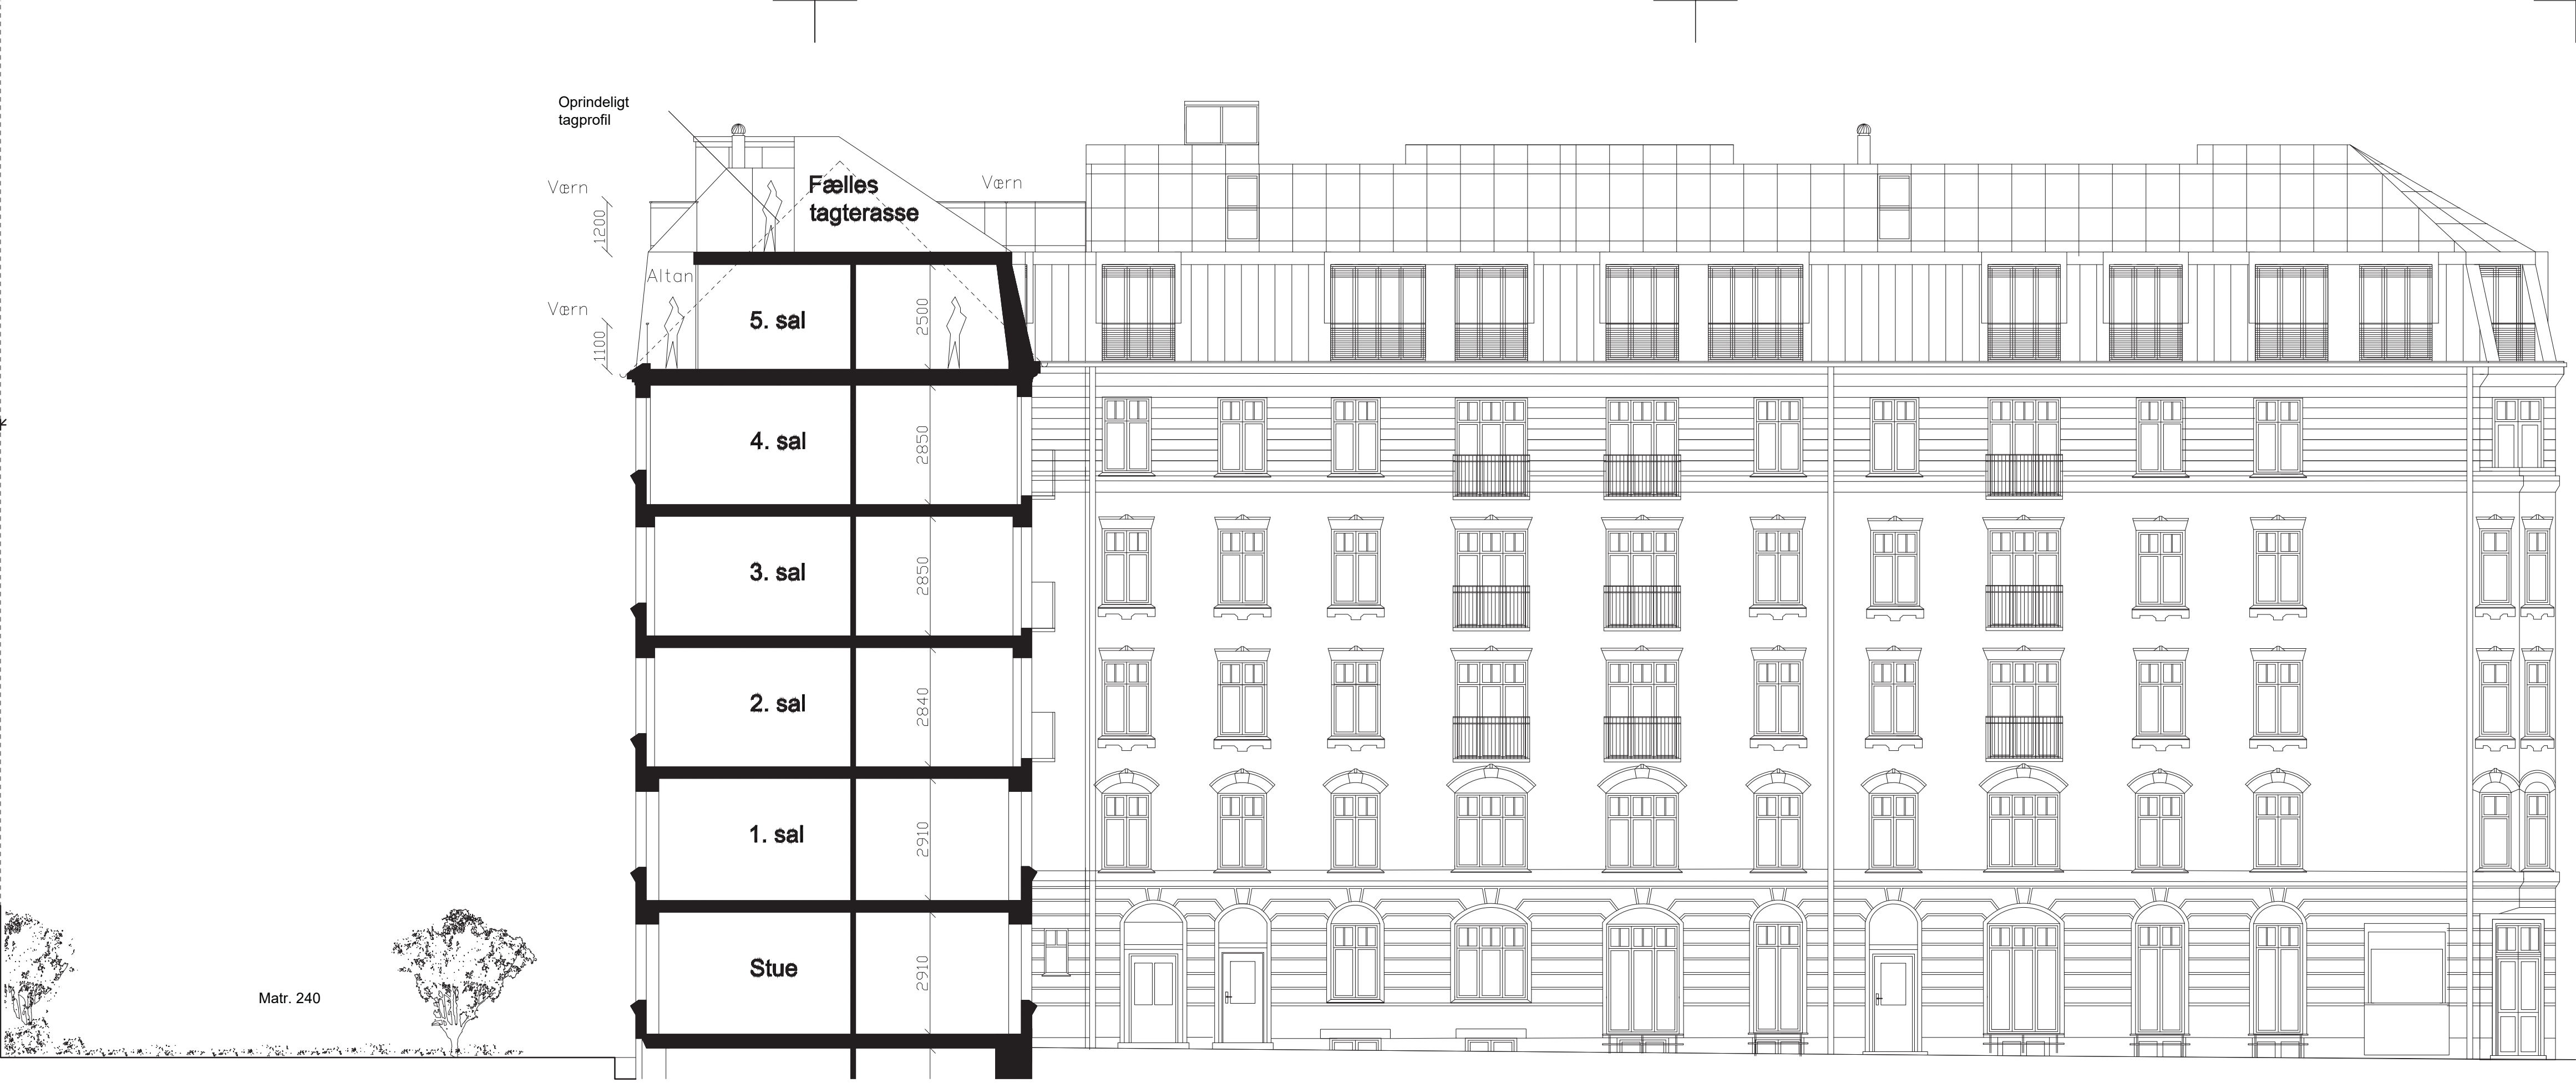 Oprindeligt
tagprofil
Værn
Værn
Fælles
tagterasse
1200
Altan
Værn
1100
5. sal
2500
4. sal
2850
3. sal
2850
2. sal
2840
1. sal
2910
Stue
2910
Matr. 240